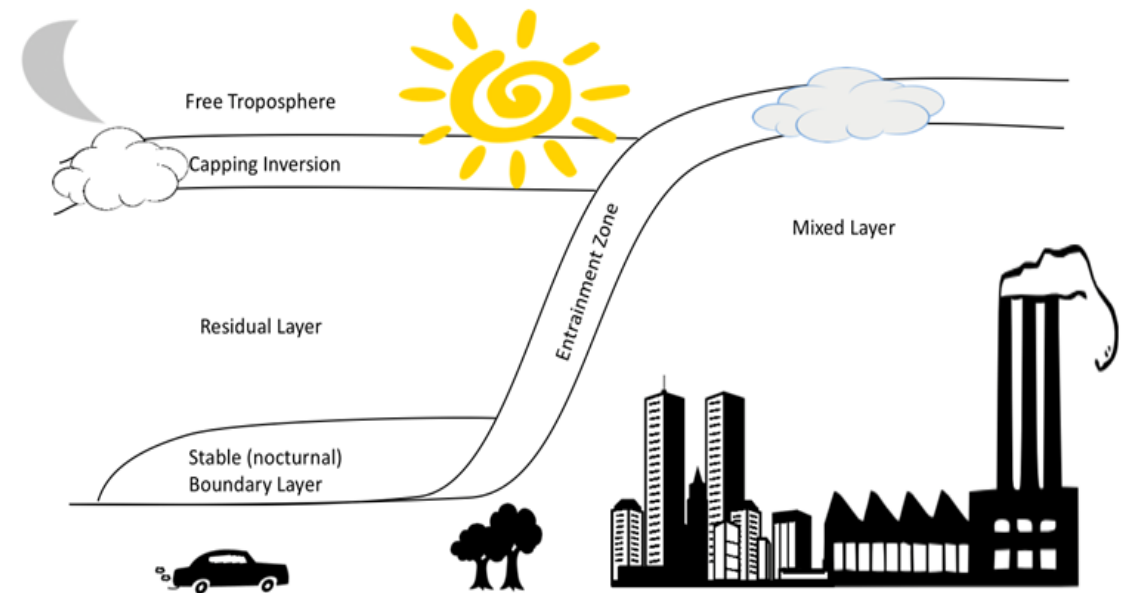 Free Troposphere
Capping Inversion
Entrainment Zone
Mixed Layer
Residual Layer
Stable (nocturnal)
Boundary Layer